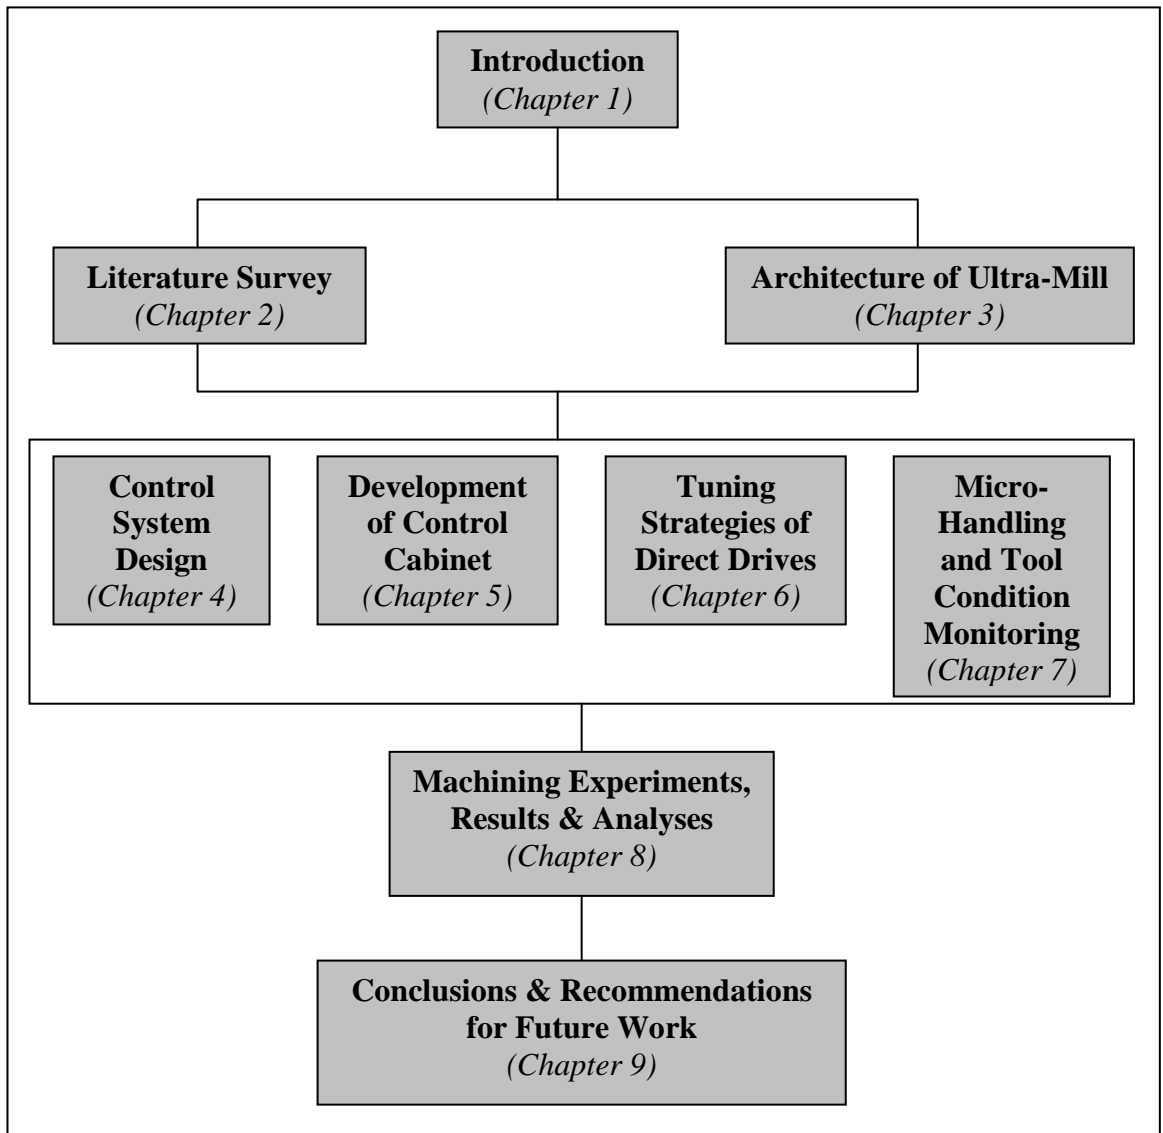 Introduction
(Chapter 1)
Literature Survey
(Chapter 2)
Architecture of Ultra-Mill
(Chapter 3)
Control
System
Design
(Chapter 4)
Development
of Control
Cabinet
(Chapter 5)
Tuning
Strategies of
Direct Drives
(Chapter 6)
Micro-
Handling
and Tool
Condition
Monitoring
(Chapter 7)
Machining Experiments,
Results & Analyses
(Chapter 8)
Conclusions & Recommendations
for Future Work
(Chapter 9)